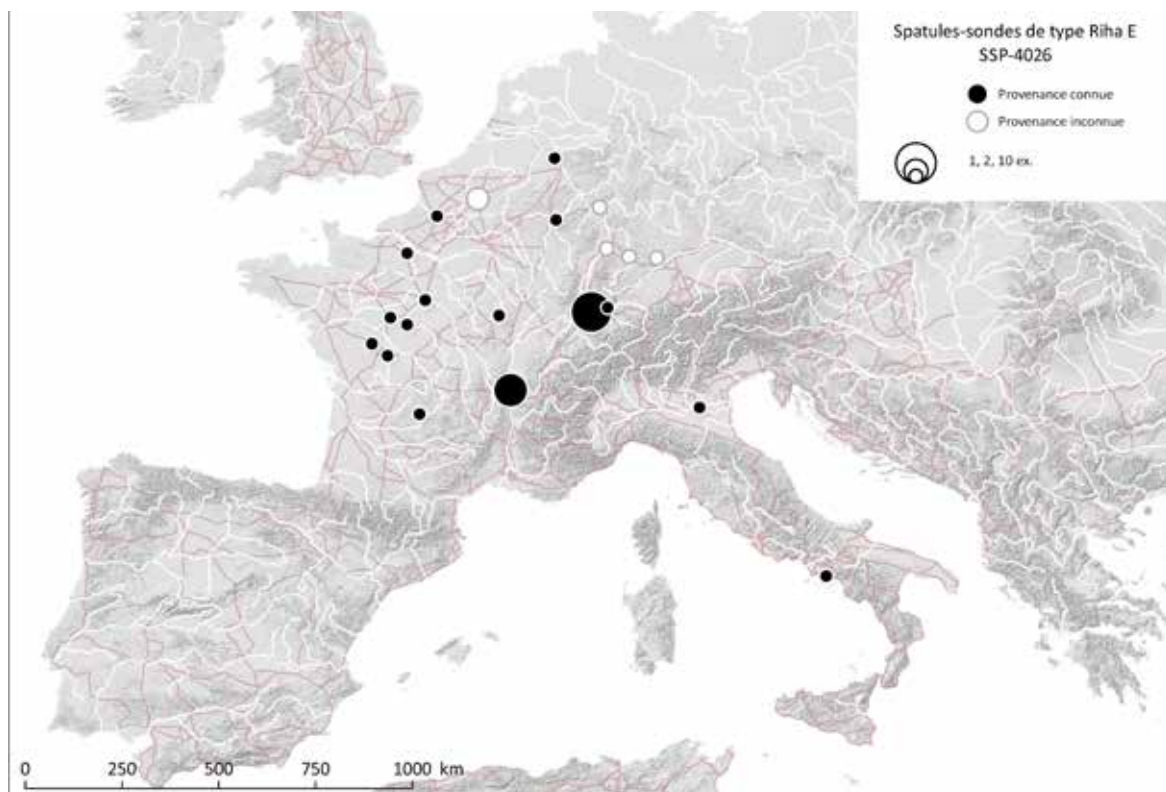 Spatules-sondes de type Riha E
SSP-4026
Provenance connue
Provenance inconnue
1, 2, 10 ex.
0 250 500 750 1000 km